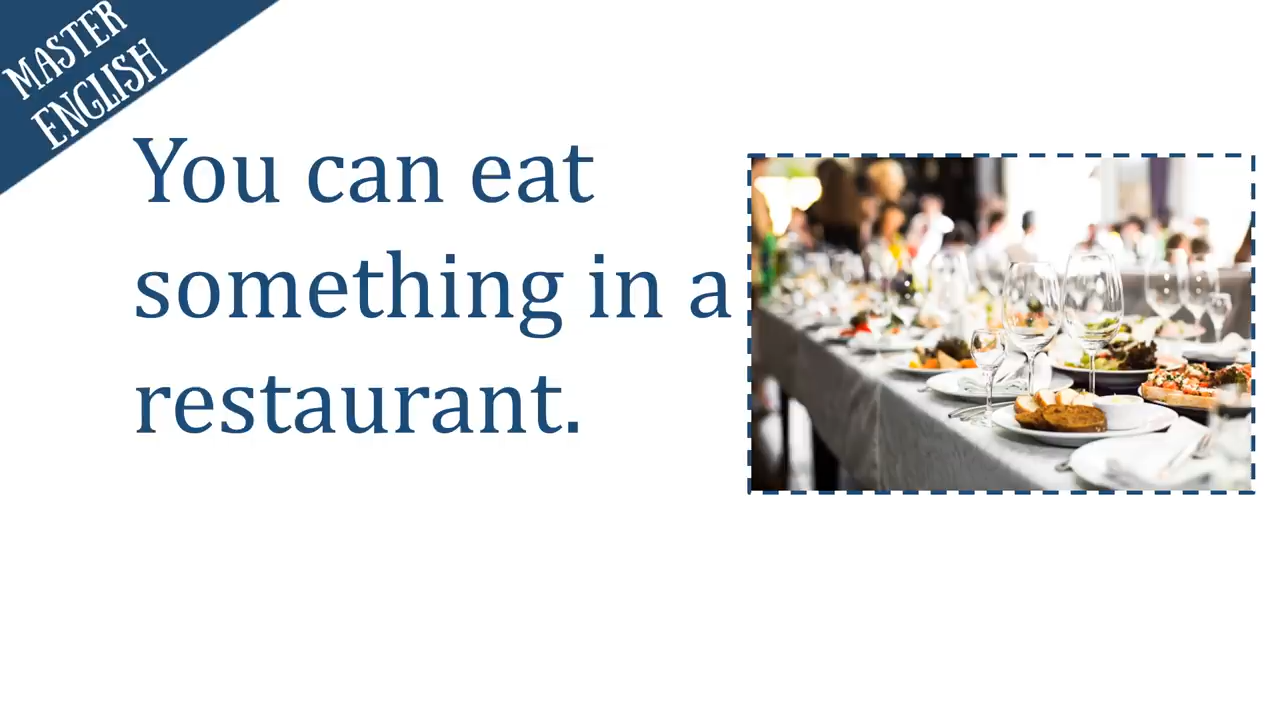 MASTER
ENGLISH
You can eat
something in a
restaurant.